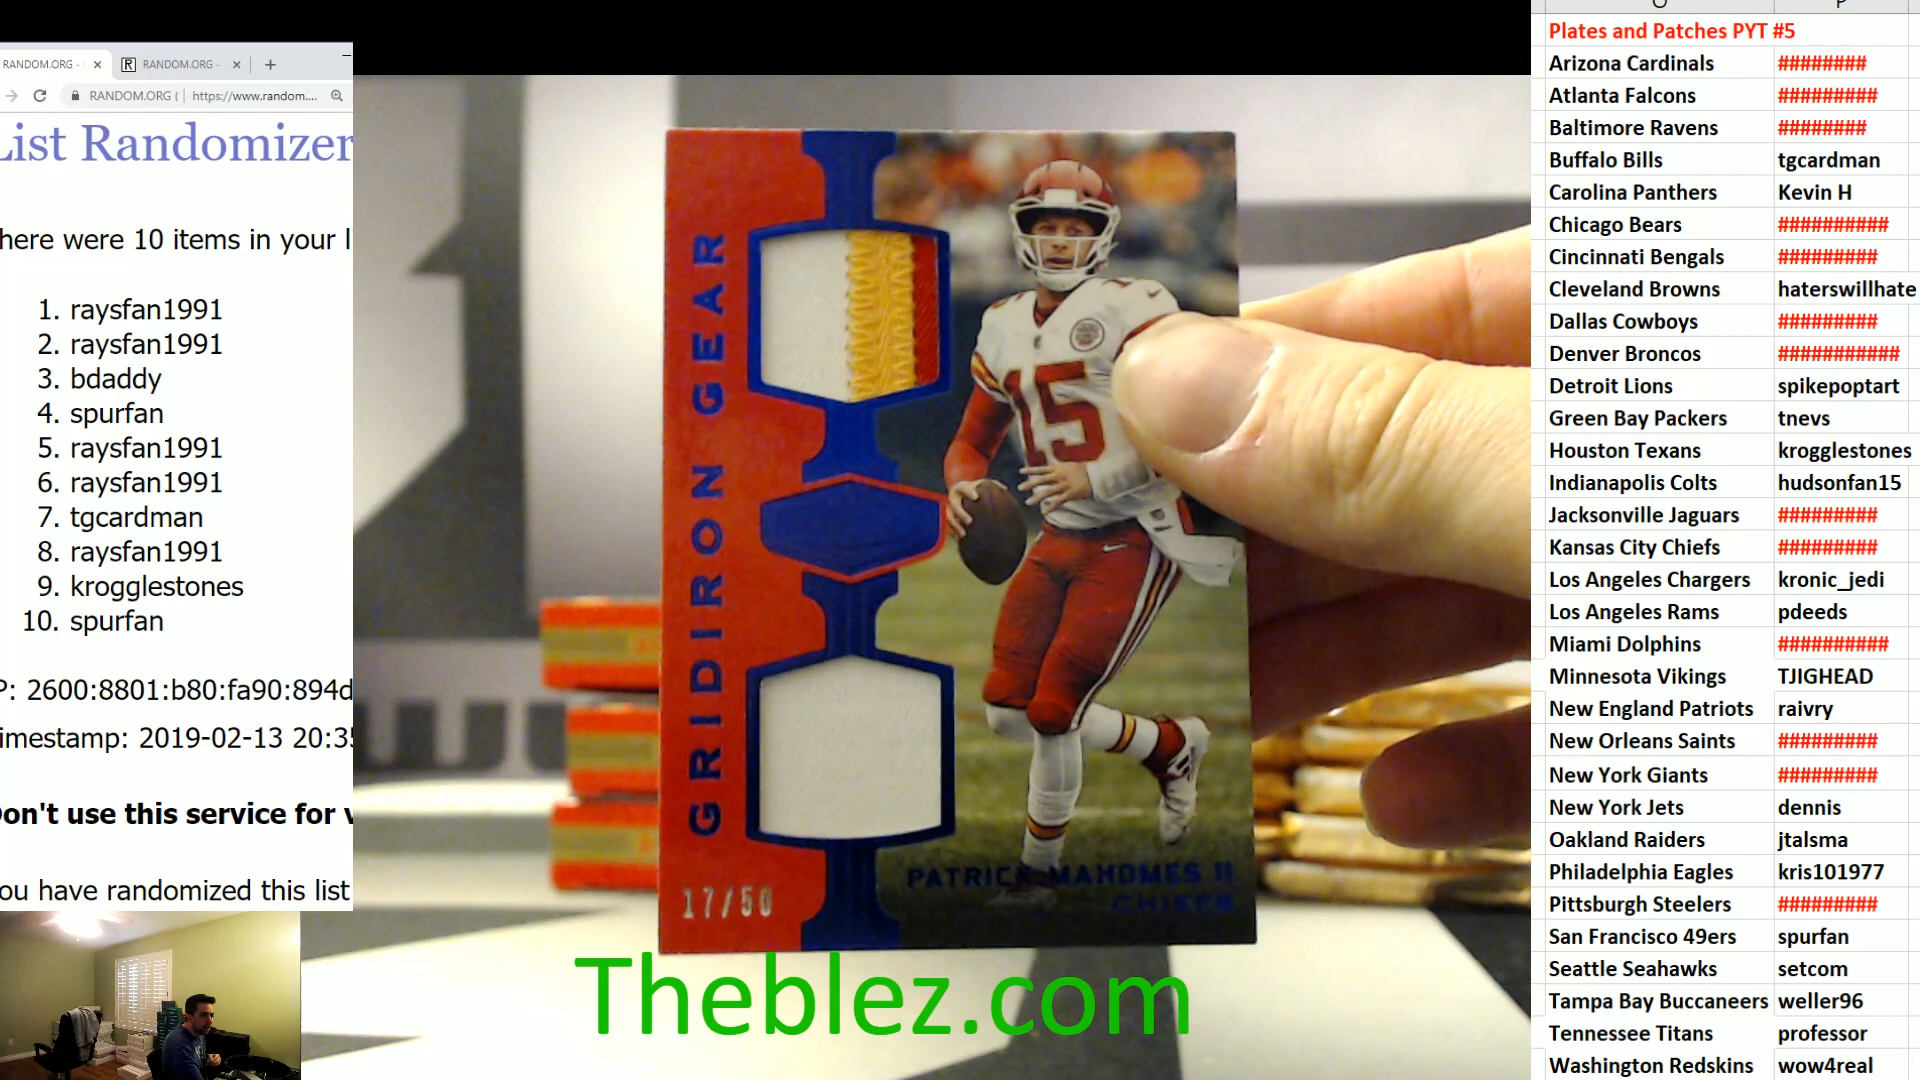 RANDOM.ORG -
RANDOM.ORG -
RANDOM.ORG (
https://www.random....
List Randomizer
here were 10 items in your l
1. raysfan1991
2. raysfan1991
3. bdaddy
4. spurfan
5. raysfan1991
6. raysfan1991
7. tgcardman
8. raysfan1991
9. krogglestones
10. spurfan
P: 2600:8801:b80:fa90:894d
imestamp: 2019-02-13 20:35
on't use this service for v
ou have randomized this list
GRIDIRON GEAR
15
17/50
PATRICK MAHOMES II
CHIEFS
Theblez.com
O P
Plates and Patches PYT #5
Arizona Cardinals ########
Atlanta Falcons #########
Baltimore Ravens ########
Buffalo Bills tgcardman
Carolina Panthers Kevin H
Chicago Bears ##########
Cincinnati Bengals #########
Cleveland Browns haterswillhate
Dallas Cowboys #########
Denver Broncos ###########
Detroit Lions spikepoptart
Green Bay Packers tnevs
Houston Texans krogglestones
Indianapolis Colts hudsonfan15
Jacksonville Jaguars #########
Kansas City Chiefs #########
Los Angeles Chargers kronic_jedi
Los Angeles Rams pdeeds
Miami Dolphins ##########
Minnesota Vikings TJIGHEAD
New England Patriots raivry
New Orleans Saints #########
New York Giants #########
New York Jets dennis
Oakland Raiders jtalsma
Philadelphia Eagles kris101977
Pittsburgh Steelers #########
San Francisco 49ers spurfan
Seattle Seahawks setcom
Tampa Bay Buccaneers weller96
Tennessee Titans professor
Washington Redskins wow4real